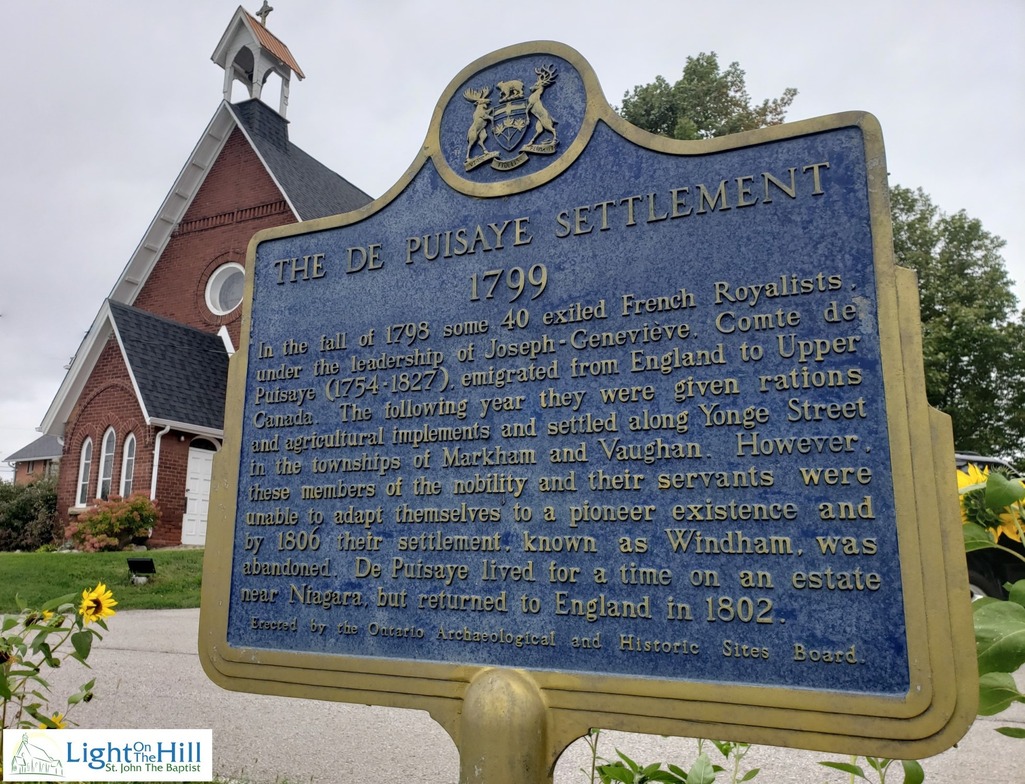 THE DE PUISAYE SETTLEMENT
1799
In the fall of 1798 some 40 exiled French Royalists,
under the leadership of Joseph-Geneviève, Comte de
Puisaye (1754-1827), emigrated from England to Upper
Canada. The following year they were given rations
and agricultural implements and settled along Yonge Street
in the townships of Markham and Vaughan. However,
these members of the nobility and their servants were
unable to adapt themselves to a pioneer existence and
by 1806 their settlement, known as Windham, was
abandoned. De Puisaye lived for a time on an estate
near Niagara, but returned to England in 1802.
Erected by the Ontario Archaeological and Historic Sites Board.
Light On The Hill
St. John The Baptist